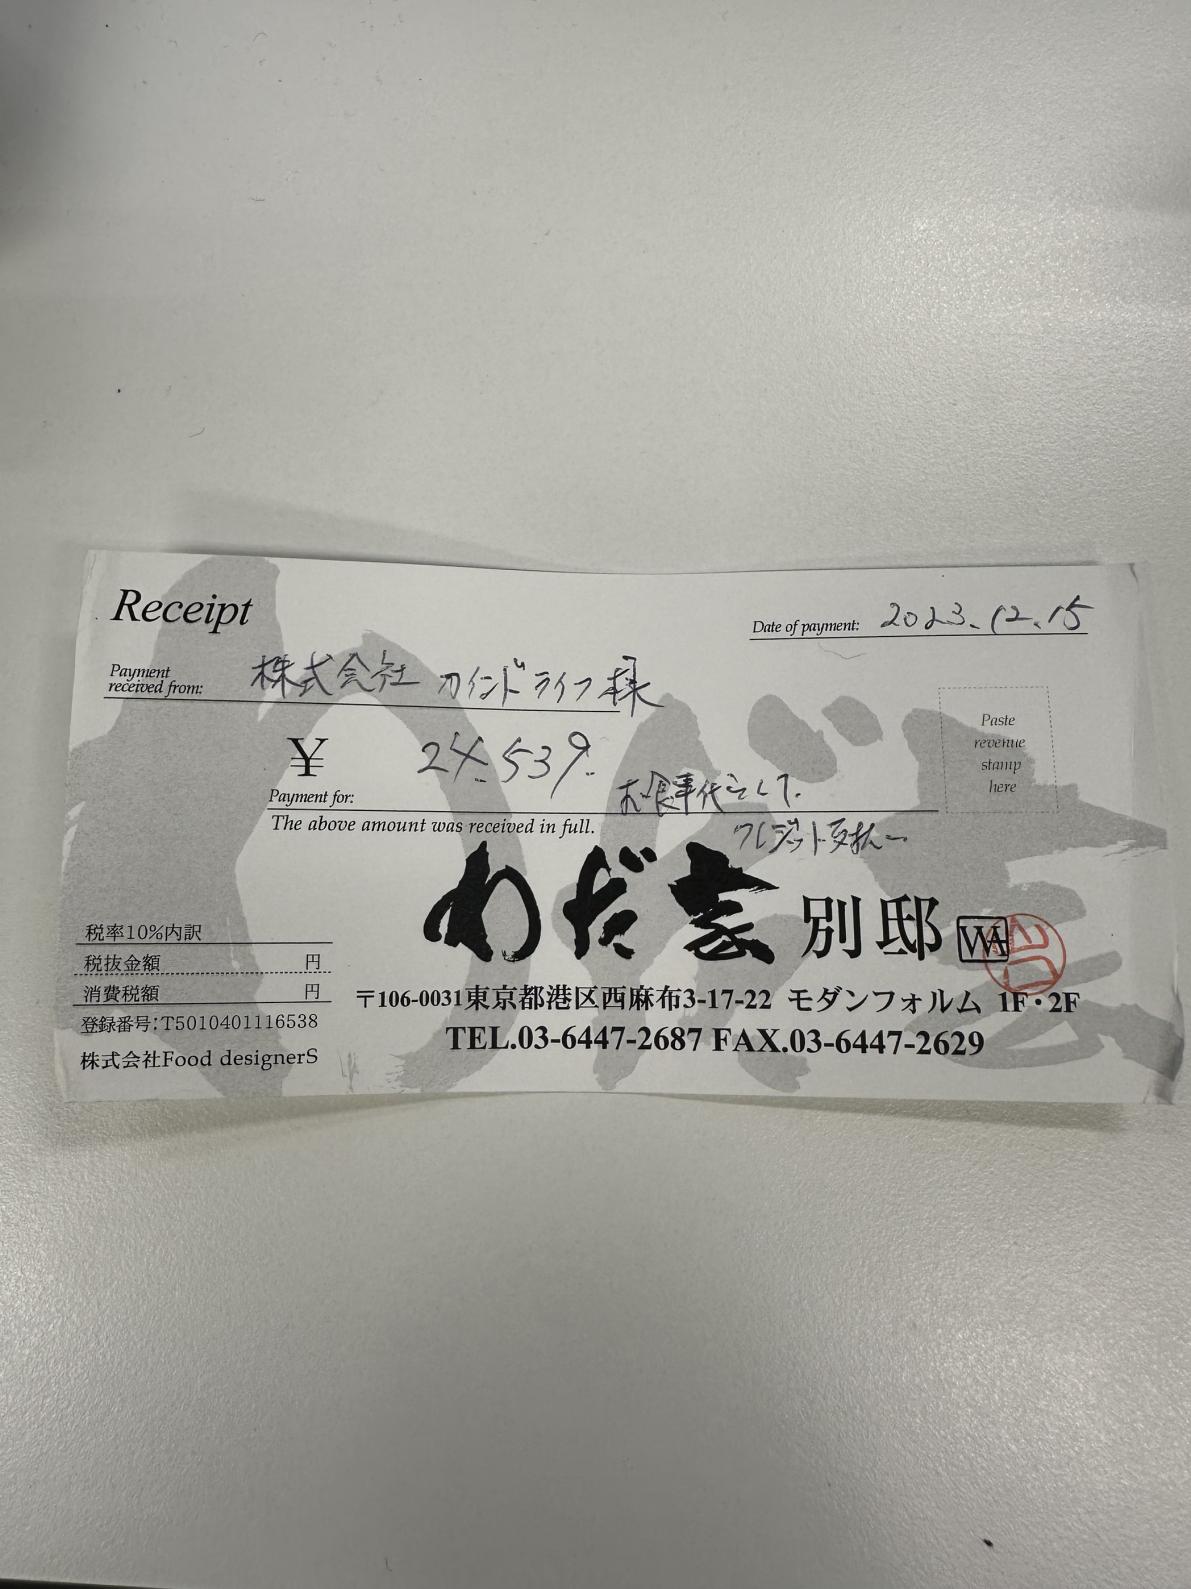 Receipt
Date of payment: 2023.12.15
Payment received from: 株式会社 カインドライフ 様
¥ 24,539.
Payment for: お食事代として.
The above amount was received in full. クレジット支払い
Paste
revenue
stamp
here
わだ家 別邸 WA
税率10%内訳
税抜金額 円
消費税額 円
登録番号:T5010401116538
株式会社Food designerS
〒106-0031東京都港区西麻布3-17-22 モダンフォルム 1F・2F
TEL.03-6447-2687 FAX.03-6447-2629